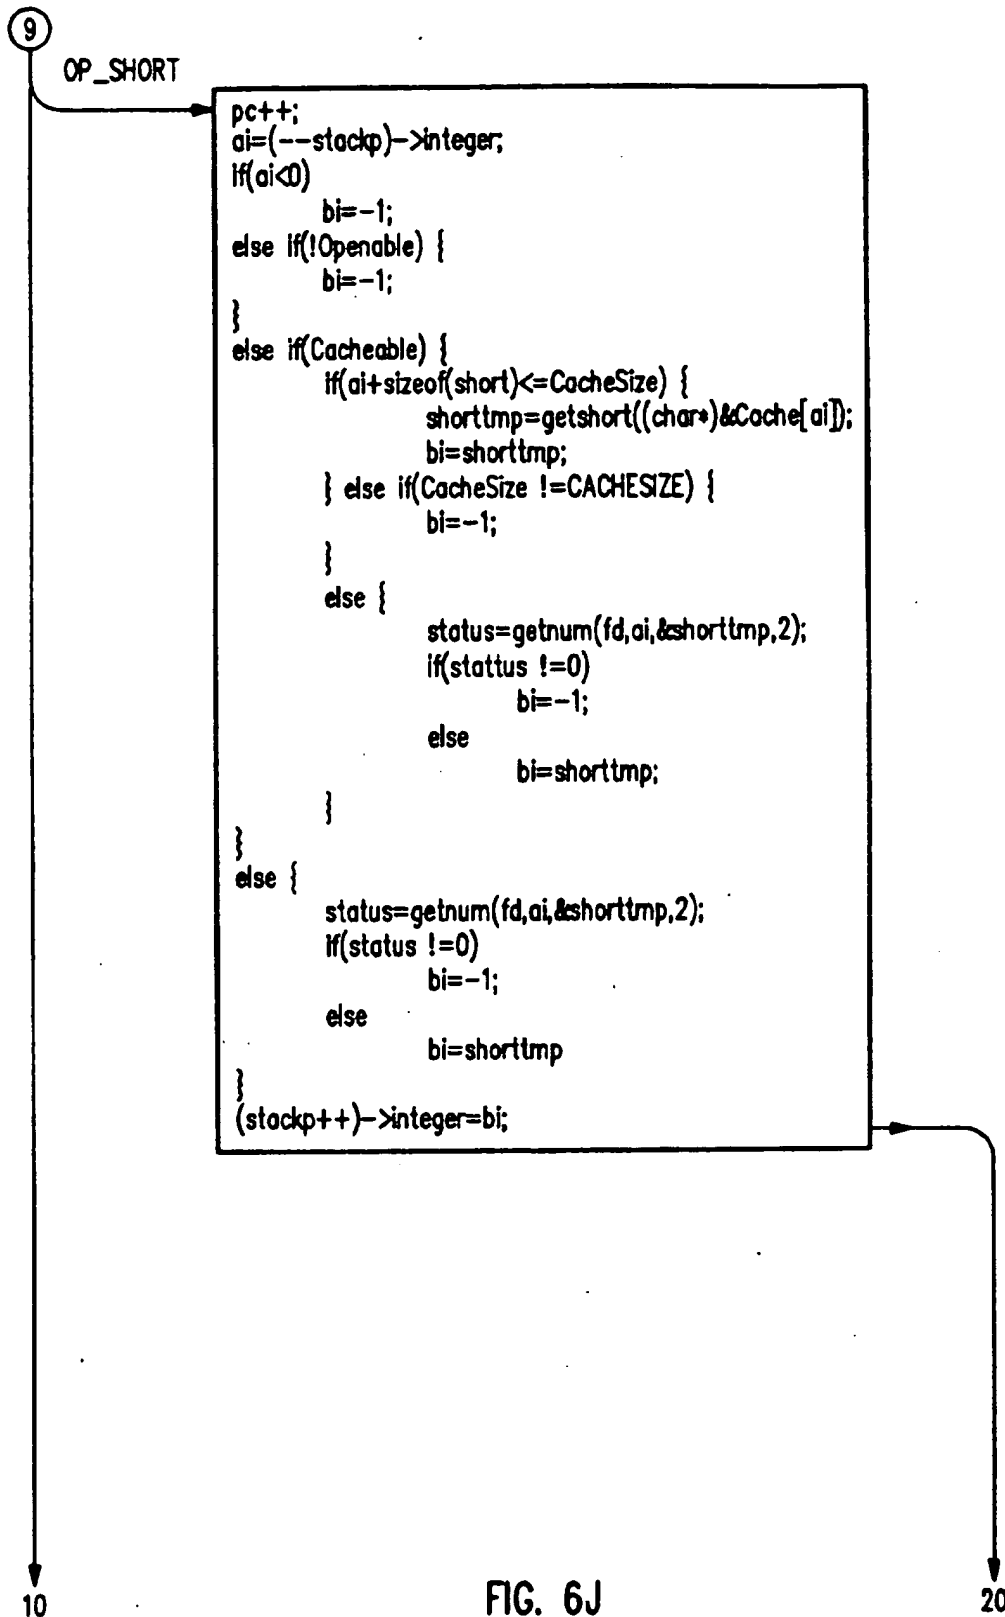 9
OP_SHORT
pc++;
ai=(--stackp)->integer;
if(ai<0)
bi=-1;
else if(!Openable) {
bi=-1;
}
else if(Cacheable) {
if(ai+sizeof(short)<=CacheSize) {
shorttmp=getshort((char*)&Cache[ai]);
bi=shorttmp;
} else if(CacheSize !=CACHESIZE) {
bi=-1;
}
else {
status=getnum(fd,ai,&shorttmp,2);
if(stattus !=0)
bi=-1;
else
bi=shorttmp;
}
}
else {
status=getnum(fd,ai,&shorttmp,2);
if(status !=0)
bi=-1;
else
bi=shorttmp
}
(stackp++)->integer=bi;
10
FIG. 6J
20